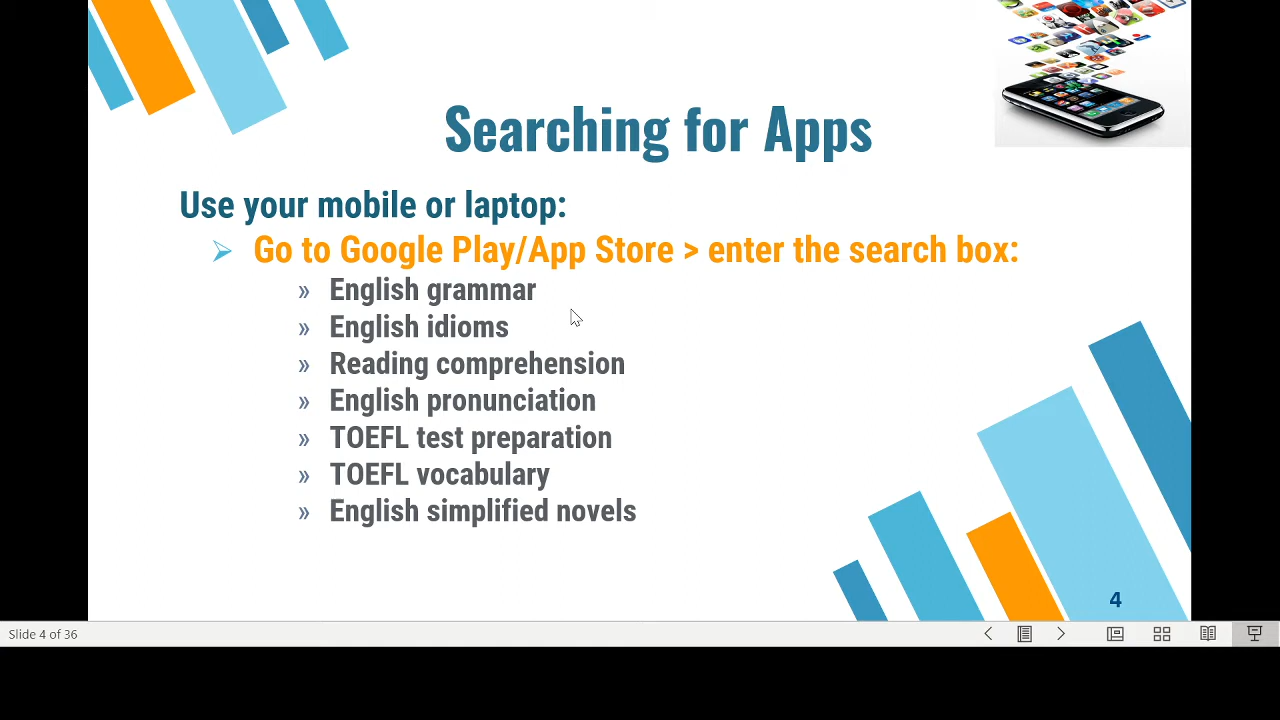 Searching for Apps
Use your mobile or laptop:
➢ Go to Google Play/App Store > enter the search box:
» English grammar
» English idioms
» Reading comprehension
» English pronunciation
» TOEFL test preparation
» TOEFL vocabulary
» English simplified novels
4
Slide 4 of 36